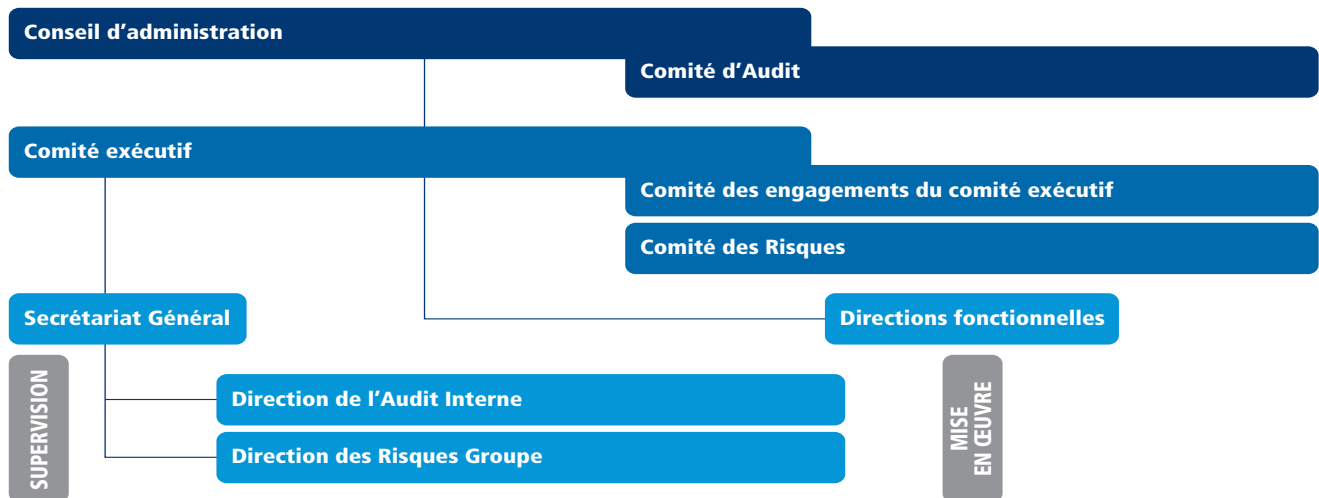 Conseil d’administration
Comité d’Audit
Comité exécutif
Comité des engagements du comité exécutif
Comité des Risques
Secrétariat Général
Directions fonctionnelles
SUPERVISION
Direction de l’Audit Interne
Direction des Risques Groupe
MISE
EN ŒUVRE